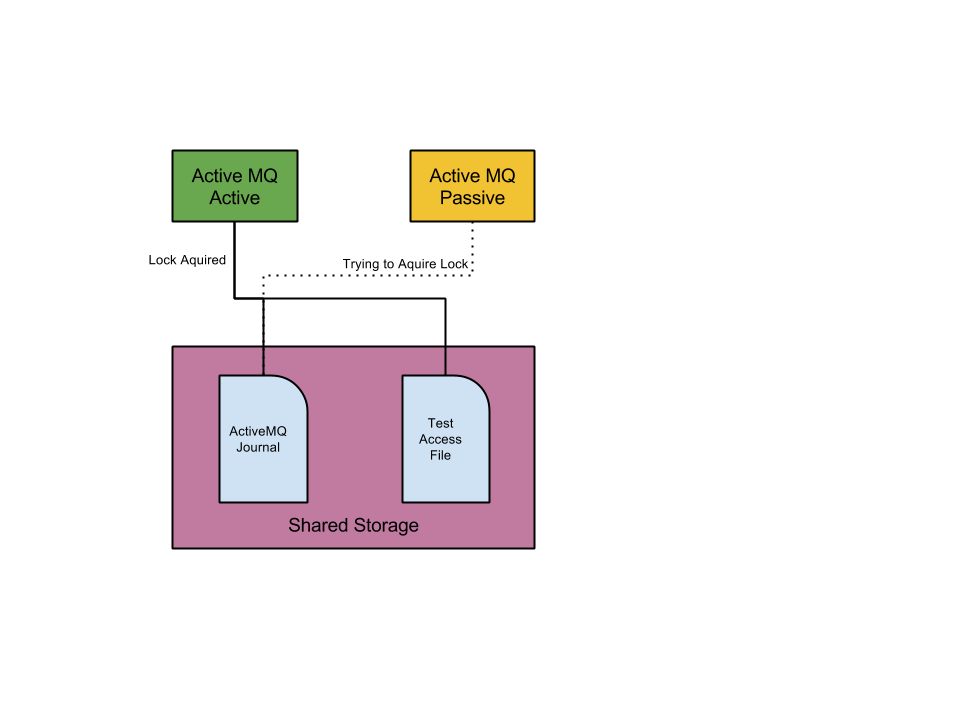 Active MQ
Active
Active MQ
Passive
Lock Aquired
Trying to Aquire Lock
ActiveMQ
Journal
Test
Access
File
Shared Storage